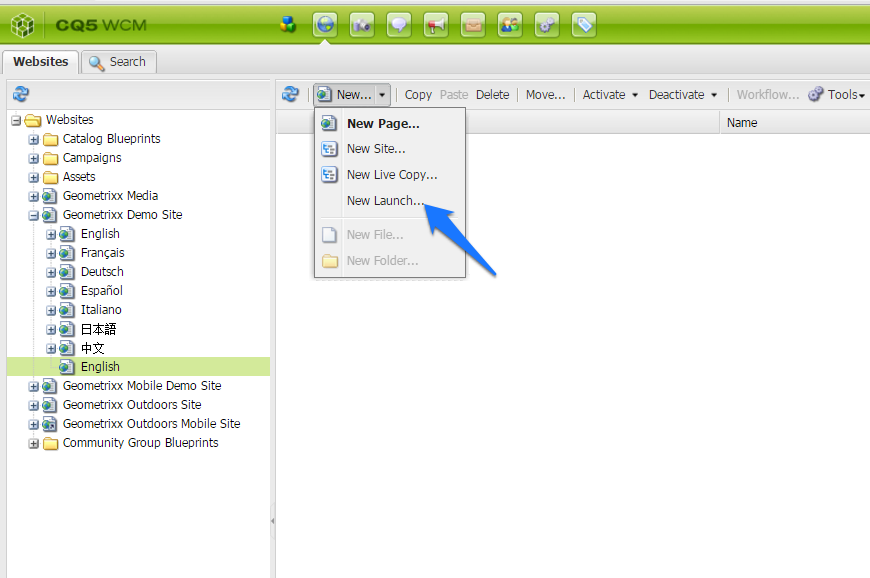 CQ5 WCM
Websites
Search
New...
Copy
Paste
Delete
Move...
Activate
Deactivate
Workflow...
Tools
Websites
Catalog Blueprints
Campaigns
Assets
Geometrixx Media
Geometrixx Demo Site
English
Français
Deutsch
Español
Italiano
日本語
中文
English
Geometrixx Mobile Demo Site
Geometrixx Outdoors Site
Geometrixx Outdoors Mobile Site
Community Group Blueprints
New Page...
New Site...
New Live Copy...
New Launch...
New File...
New Folder...
Name